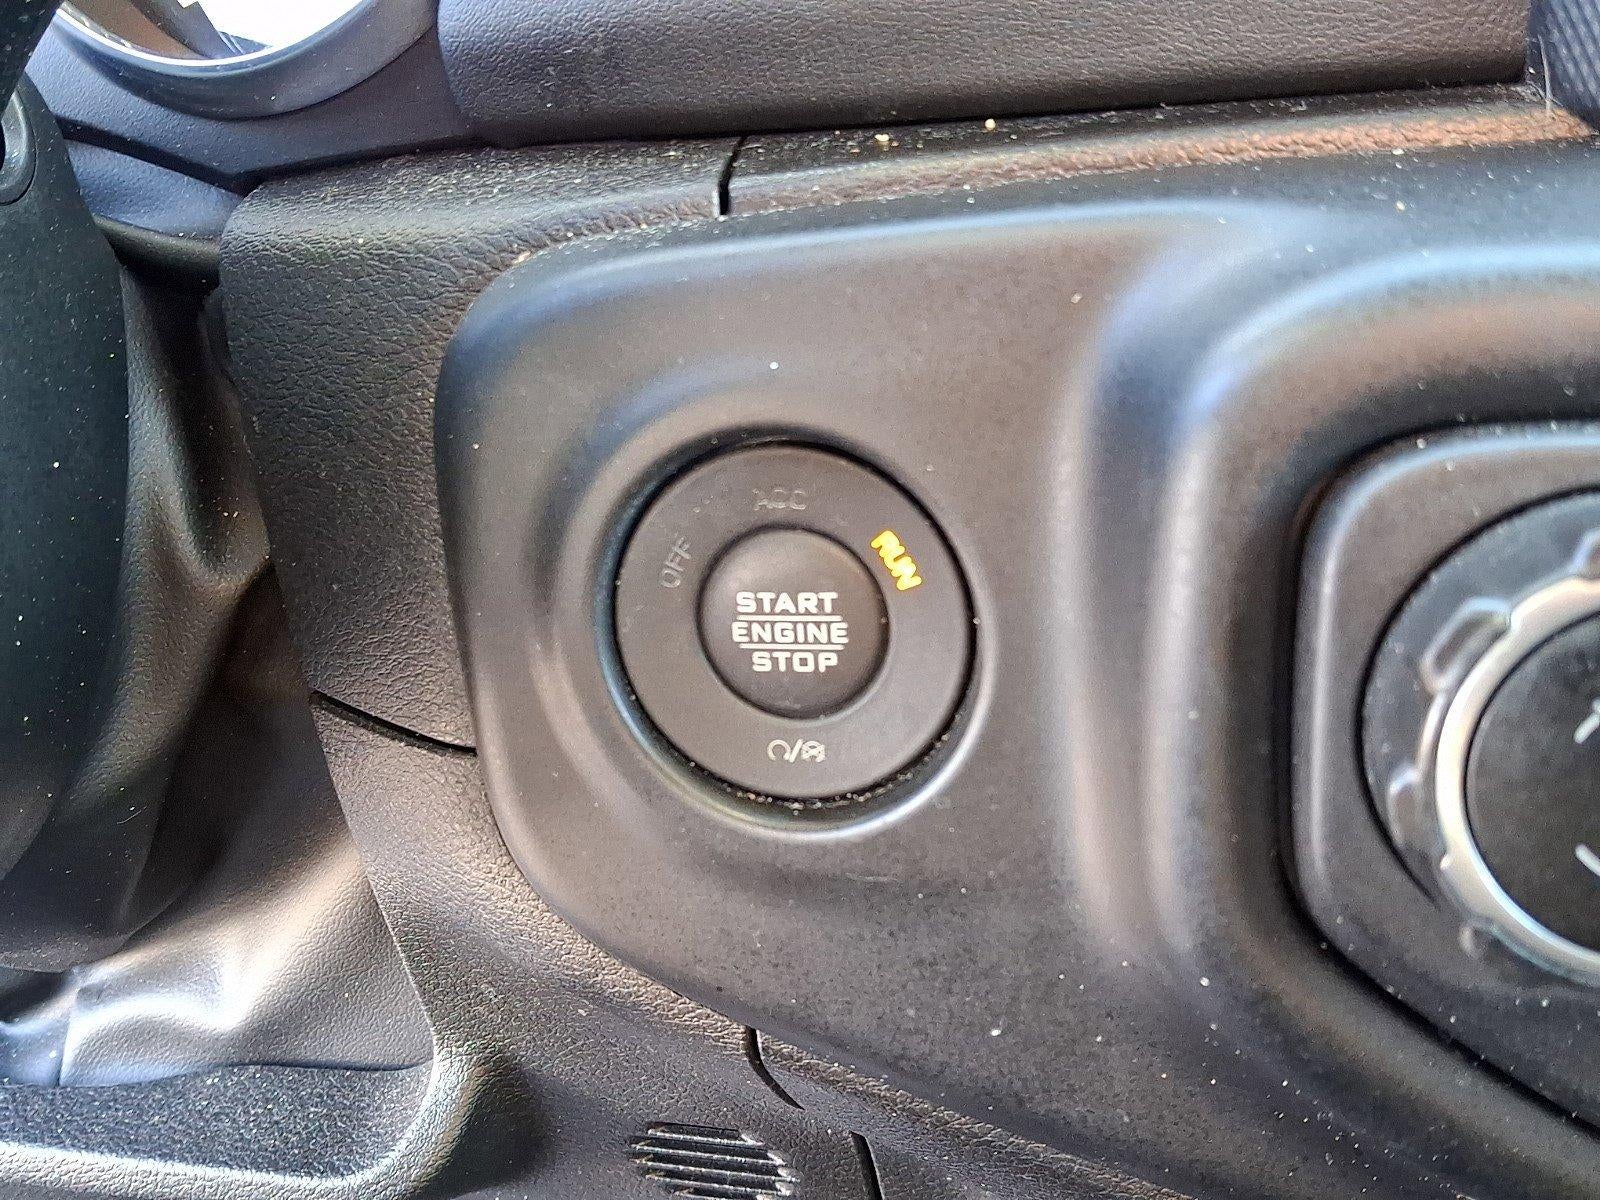 ACC
OFF
RUN
START
ENGINE
STOP